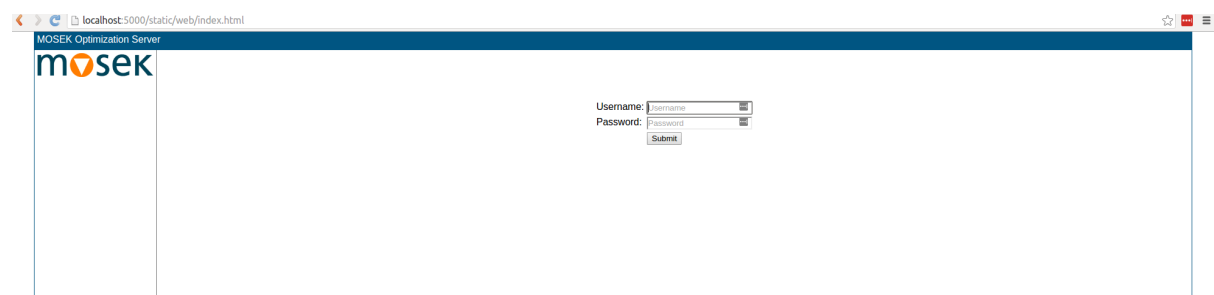 localhost:5000/static/web/index.html
MOSEK Optimization Server
mosek
Username: Username
Password: Password
Submit